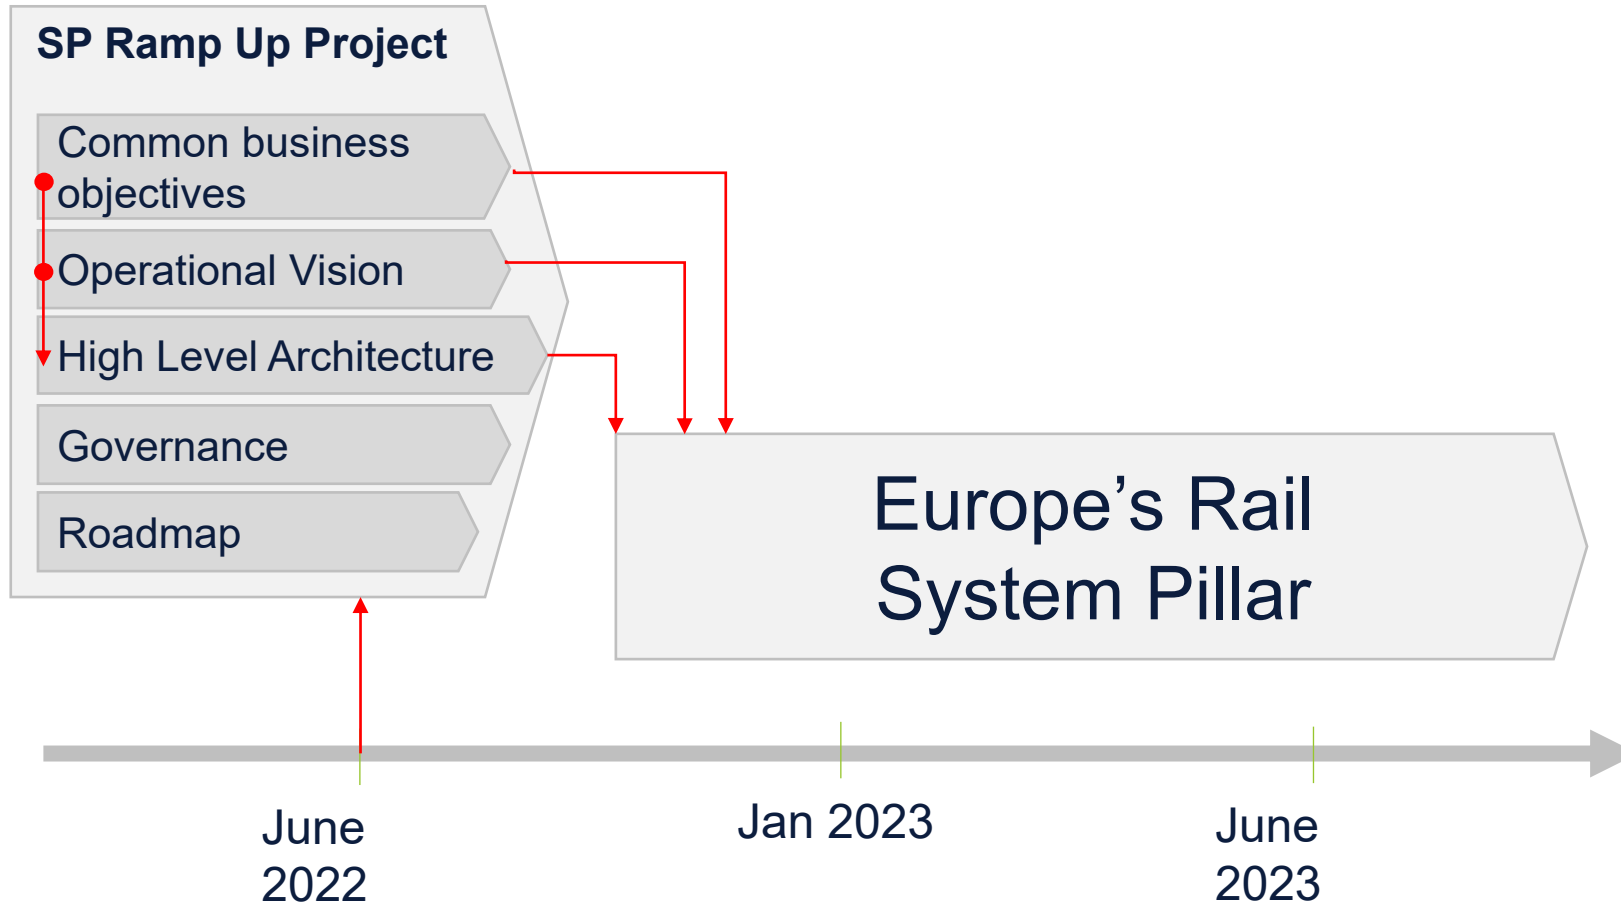 SP Ramp Up Project
Common business
objectives
Operational Vision
High Level Architecture
Governance
Roadmap
Europe’s Rail
System Pillar
June
2022
Jan 2023
June
2023